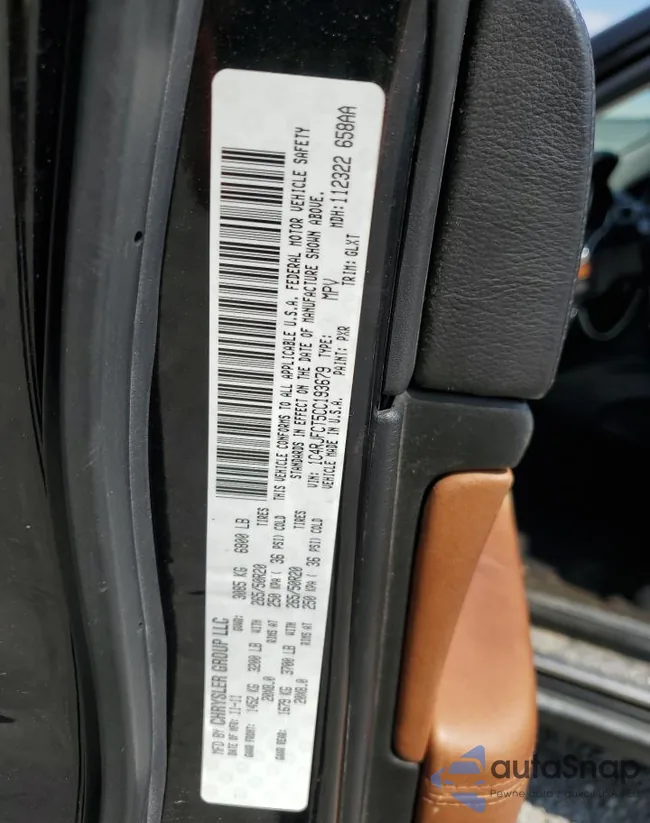 MFD BY CHRYSLER GROUP LLC
DATE OF MFR: 11-11 GVWR: 3085 KG 6800 LB
GAWR FRONT: 1452 KG 3200 LB WITH TIRES
20X8.0 RIMS AT 265/50R20 250 KPA ( 36 PSI) COLD
GAWR REAR: 1679 KG 3700 LB WITH TIRES
20X8.0 RIMS AT 265/50R20 250 KPA ( 36 PSI) COLD
THIS VEHICLE CONFORMS TO ALL APPLICABLE U.S.A. FEDERAL MOTOR VEHICLE SAFETY
STANDARDS IN EFFECT ON THE DATE OF MANUFACTURE SHOWN ABOVE.
VIN: 1C4RJFCT5CC193679 TYPE: MPV MDH: 112322 658AA
VEHICLE MADE IN U.S.A. PAINT: PXR TRIM: GLXT
autoSnap